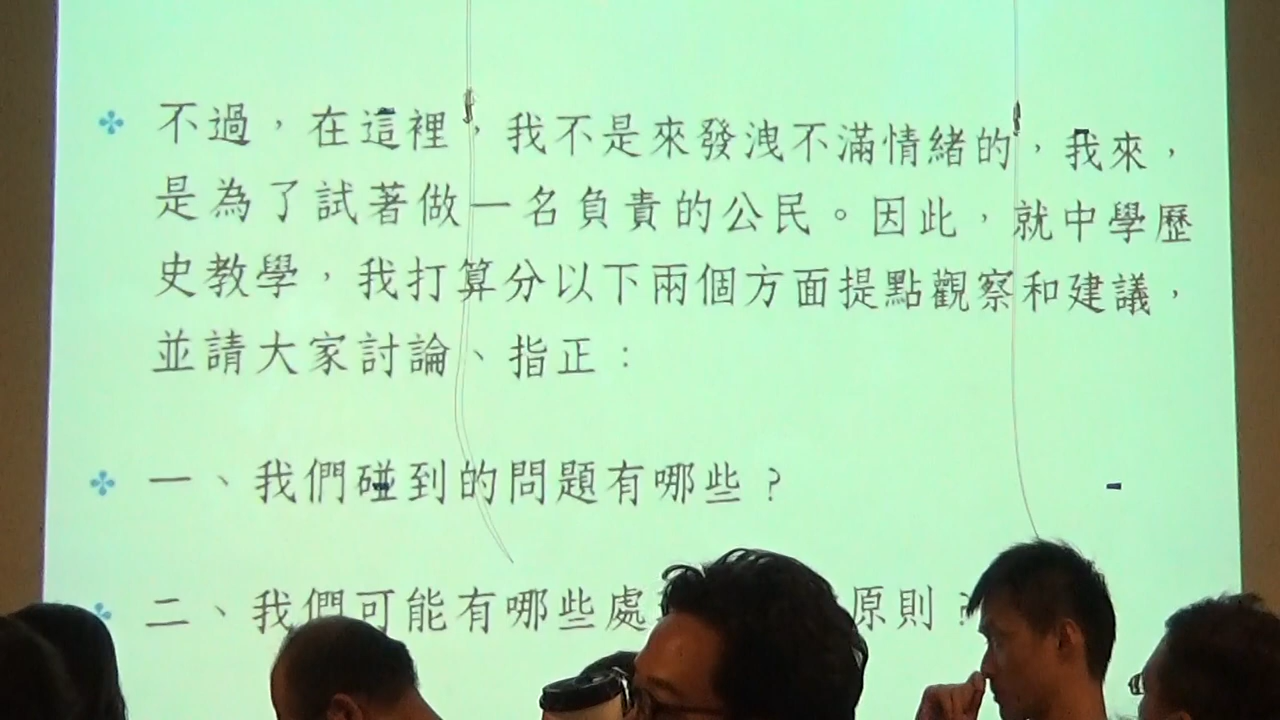 不過，在這裡，我不是來發洩不滿情緒的，我來，
是為了試著做一名負責的公民。因此，就中學歷
史教學，我打算分以下兩個方面提點觀察和建議，
並請大家討論、指正：
一、我們碰到的問題有哪些？
二、我們可能有哪些處 原則？